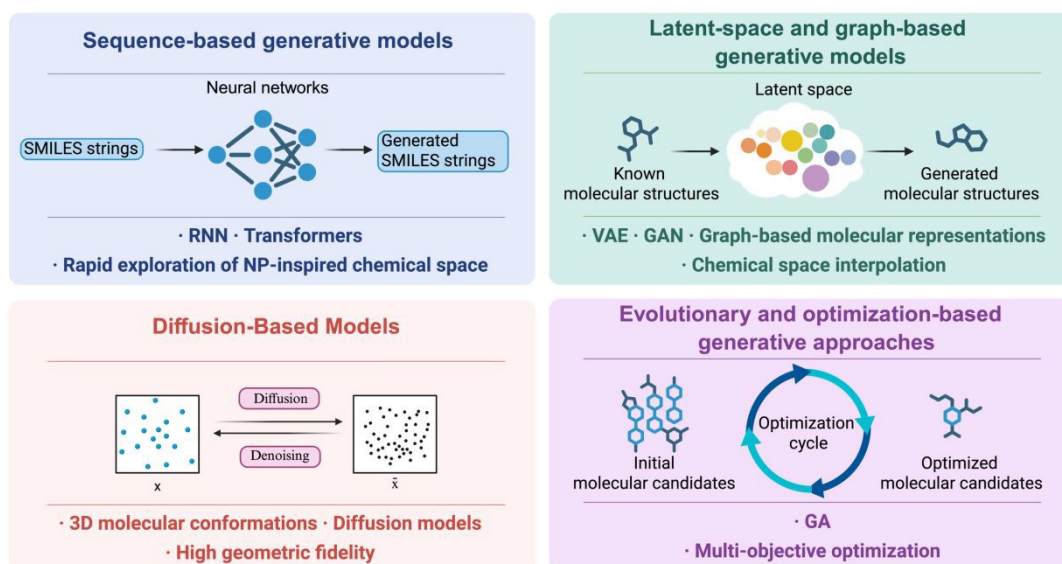 Sequence-based generative models
Neural networks
SMILES strings
Generated
SMILES strings
· RNN · Transformers
· Rapid exploration of NP-inspired chemical space
Latent-space and graph-based
generative models
Latent space
Known
molecular structures
Generated
molecular structures
· VAE · GAN · Graph-based molecular representations
· Chemical space interpolation
Diffusion-Based Models
Diffusion
Denoising
x
x̃
· 3D molecular conformations · Diffusion models
· High geometric fidelity
Evolutionary and optimization-based
generative approaches
Optimization
cycle
Initial
molecular candidates
Optimized
molecular candidates
· GA
· Multi-objective optimization